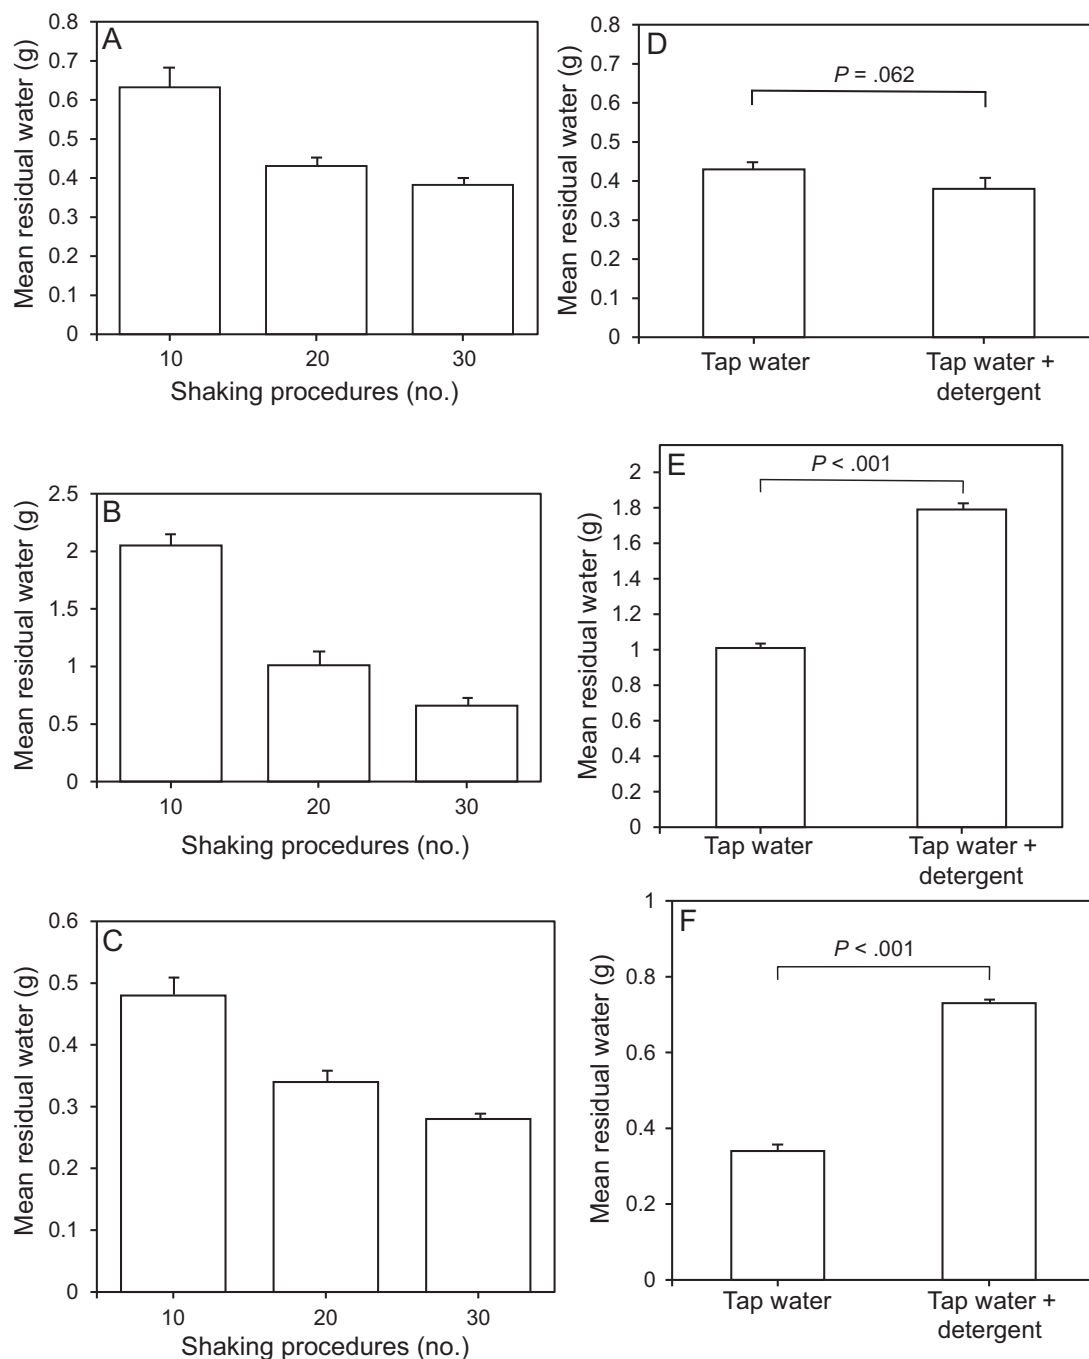 A
Mean residual water (g)
0.8
0.7
0.6
0.5
0.4
0.3
0.2
0.1
0
10
20
30
Shaking procedures (no.)
D
Mean residual water (g)
0.8
0.7
0.6
0.5
0.4
0.3
0.2
0.1
0
P = .062
Tap water
Tap water +
detergent
B
Mean residual water (g)
2.5
2
1.5
1
0.5
0
10
20
30
Shaking procedures (no.)
E
Mean residual water (g)
2
1.8
1.6
1.4
1.2
1
0.8
0.6
0.4
0.2
0
P < .001
Tap water
Tap water +
detergent
C
Mean residual water (g)
0.6
0.5
0.4
0.3
0.2
0.1
0
10
20
30
Shaking procedures (no.)
F
Mean residual water (g)
1
0.8
0.6
0.4
0.2
0
P < .001
Tap water
Tap water +
detergent